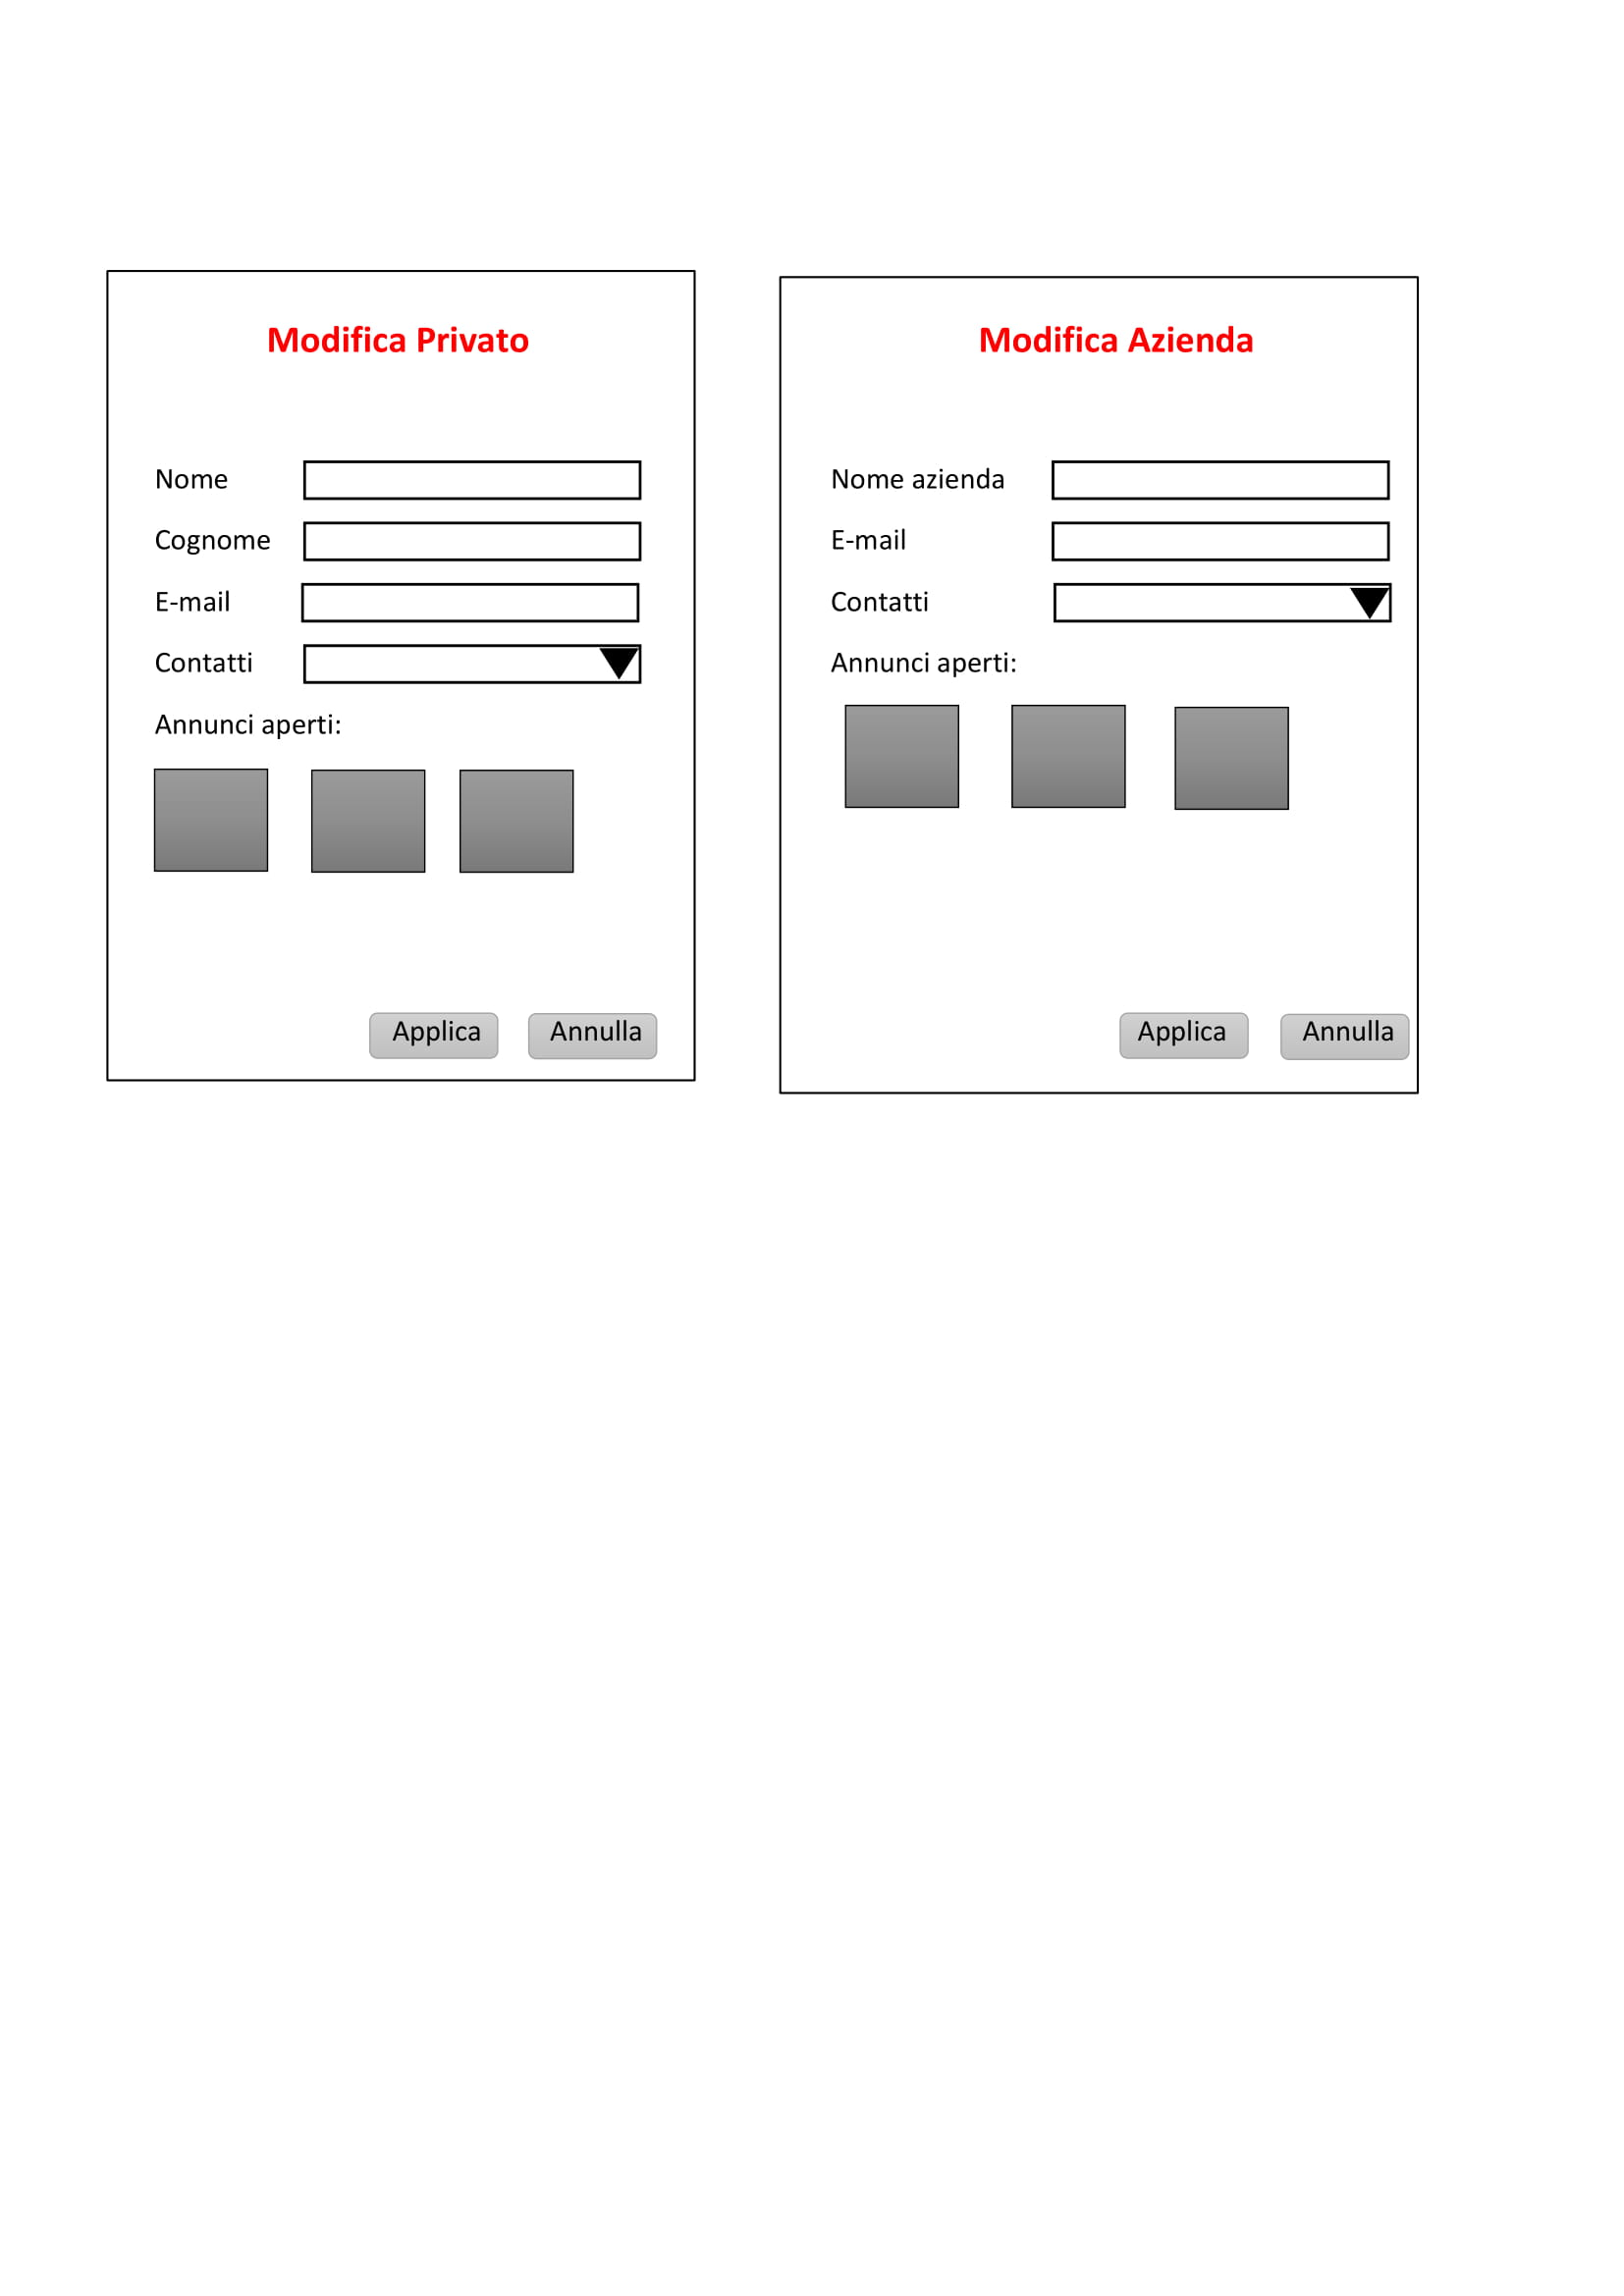 Modifica Privato
Nome
Cognome
E-mail
Contatti
Annunci aperti:
Applica
Annulla
Modifica Azienda
Nome azienda
E-mail
Contatti
Annunci aperti:
Applica
Annulla